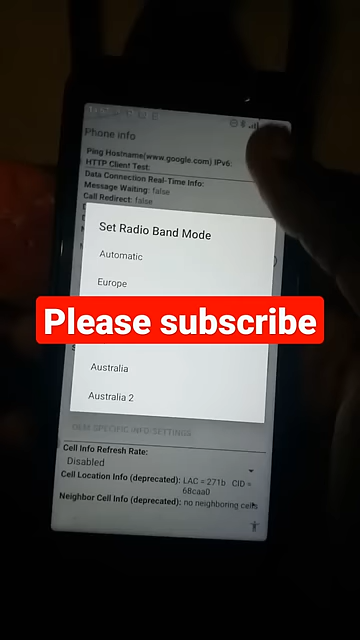 Phone info
Ping Hostname(www.google.com) IPv6:
HTTP Client Test:
Data Connection Real-Time Info:
Message Waiting: false
Call Redirect: false
Set Radio Band Mode
Automatic
Europe
Please subscribe
Australia
Australia 2
OEM SPECIFIC INFO/SETTINGS
Cell Info Refresh Rate:
Disabled
Cell Location Info (deprecated): LAC = 271b CID =
68caa0
Neighbor Cell Info (deprecated): no neighboring cells